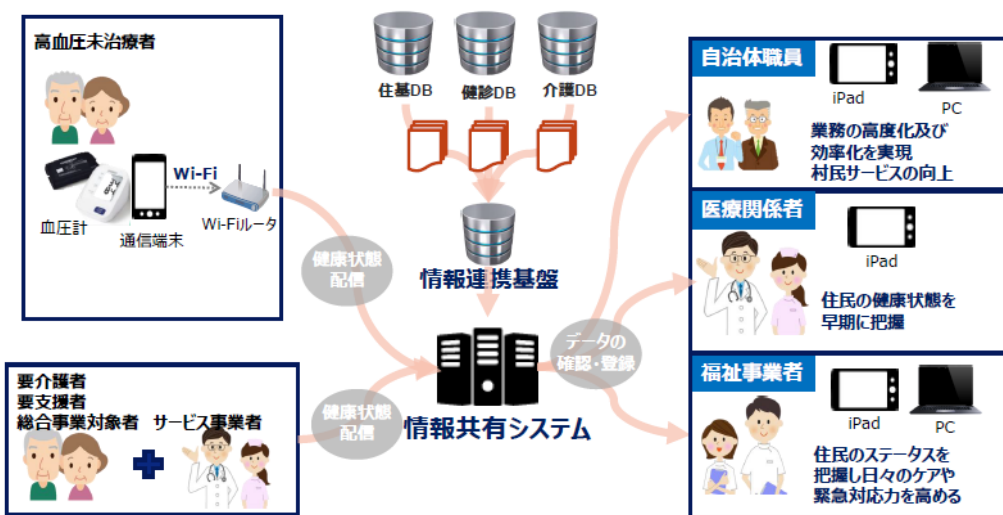 高血圧未治療者
Wi-Fi
血圧計
通信端末
Wi-Fiルータ
健康状態
配信
要介護者
要支援者
総合事業対象者 サービス事業者
健康状態
配信
住基DB
健診DB
介護DB
情報連携基盤
情報共有システム
データの
確認・登録
自治体職員
iPad
PC
業務の高度化及び
効率化を実現
村民サービスの向上
医療関係者
iPad
住民の健康状態を
早期に把握
福祉事業者
iPad
PC
住民のステータスを
把握し日々のケアや
緊急対応力を高める